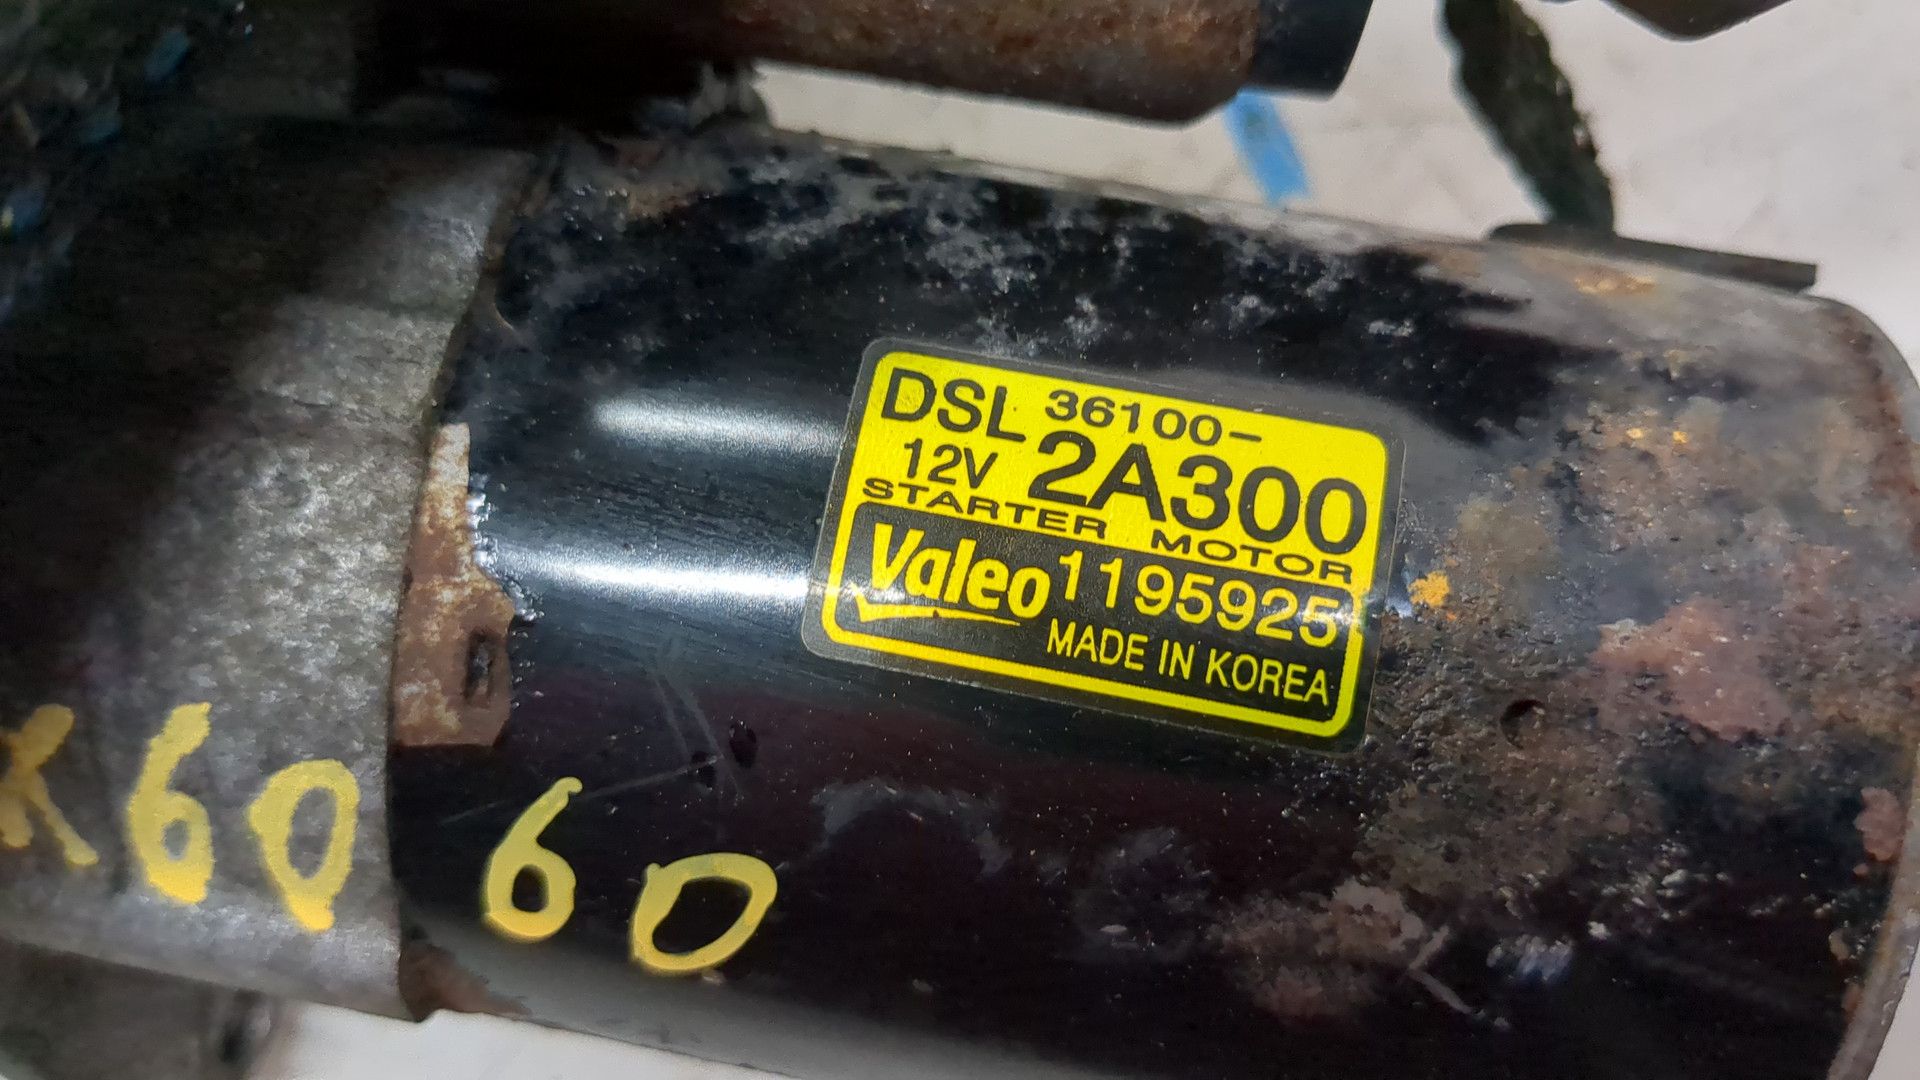 DSL 36100-
12V 2A300
STARTER MOTOR
Valeo 1195925
MADE IN KOREA
K60 60